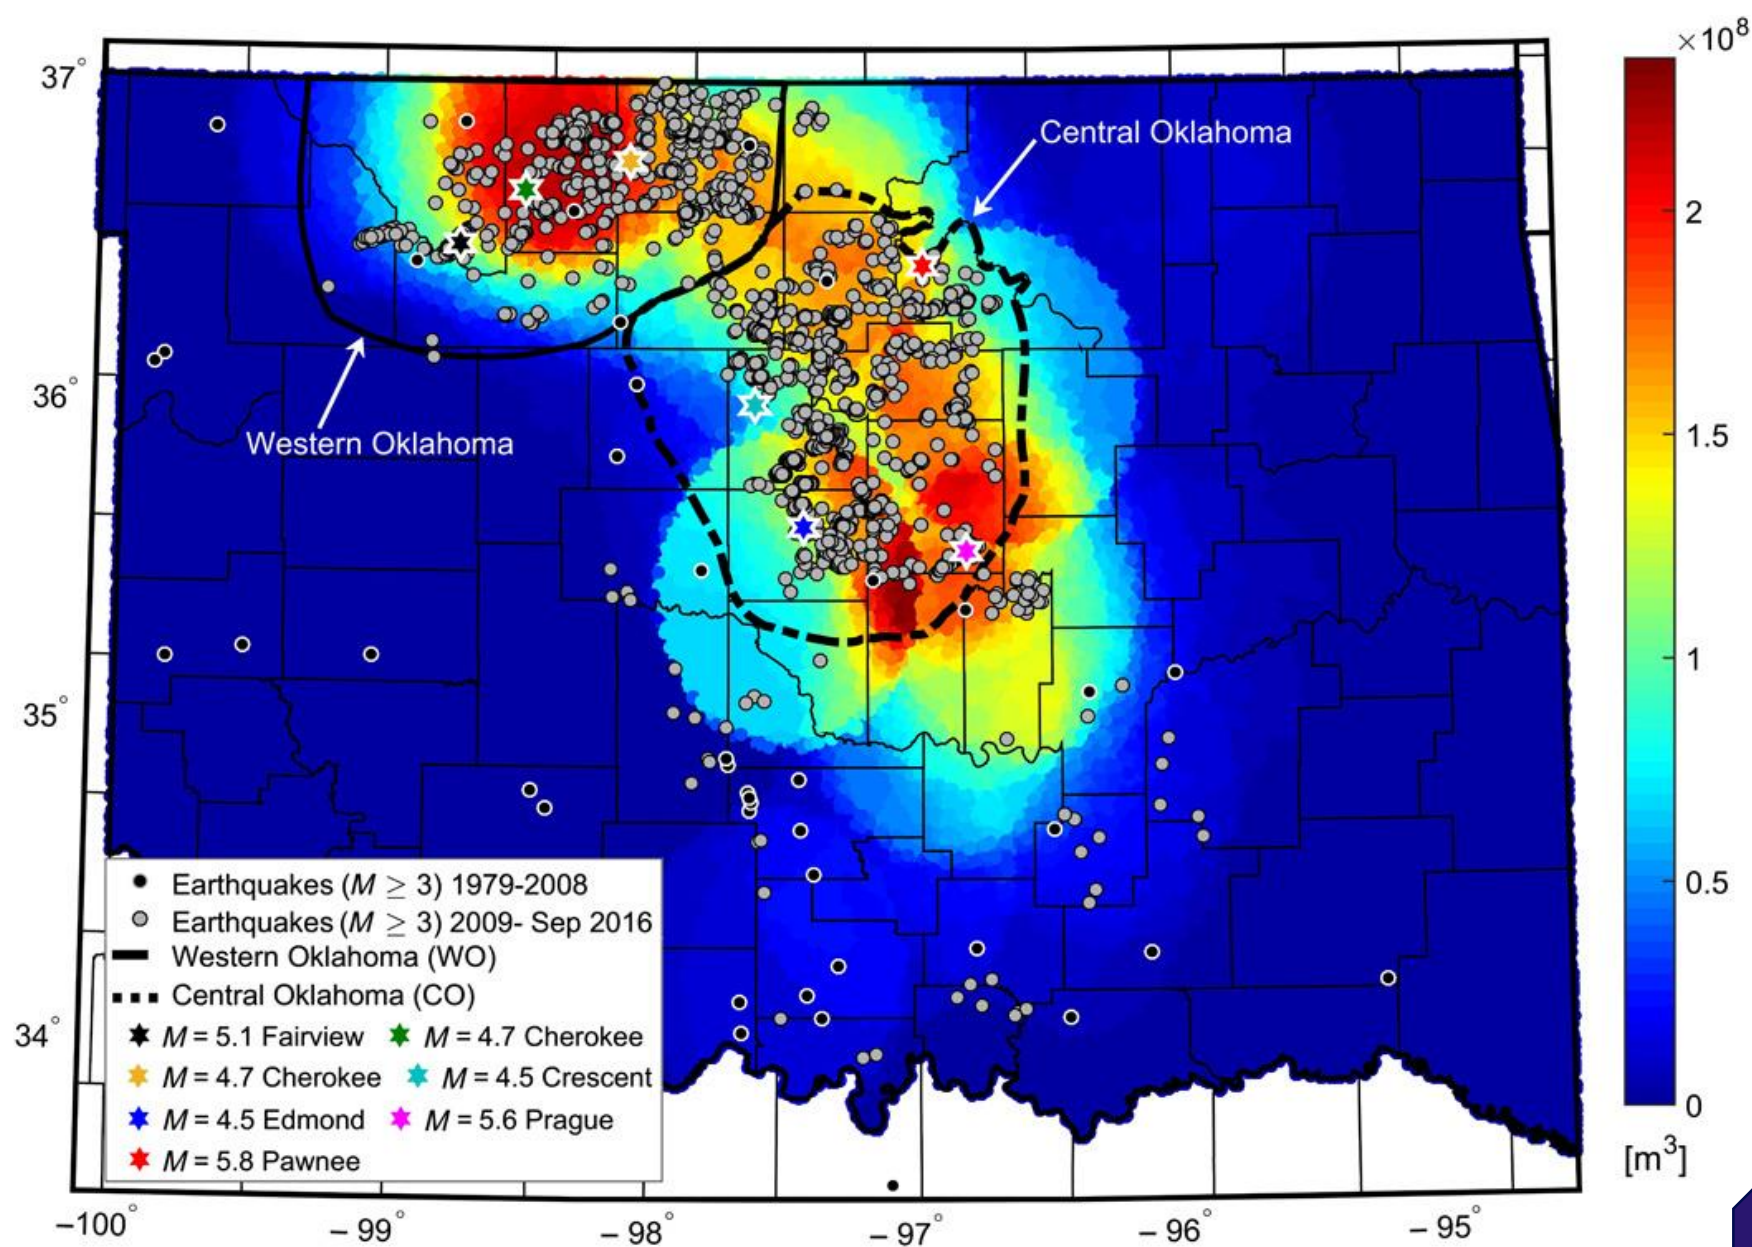 ×10⁸
37°
Central Oklahoma
2
36°
Western Oklahoma
1.5
35°
1
Earthquakes (M ≥ 3) 1979-2008
Earthquakes (M ≥ 3) 2009- Sep 2016
0.5
Western Oklahoma (WO)
Central Oklahoma (CO)
34°
M = 5.1 Fairview M = 4.7 Cherokee
M = 4.7 Cherokee M = 4.5 Crescent
0
M = 4.5 Edmond M = 5.6 Prague
M = 5.8 Pawnee
[m³]
−100° −99° −98° −97° −96° −95°